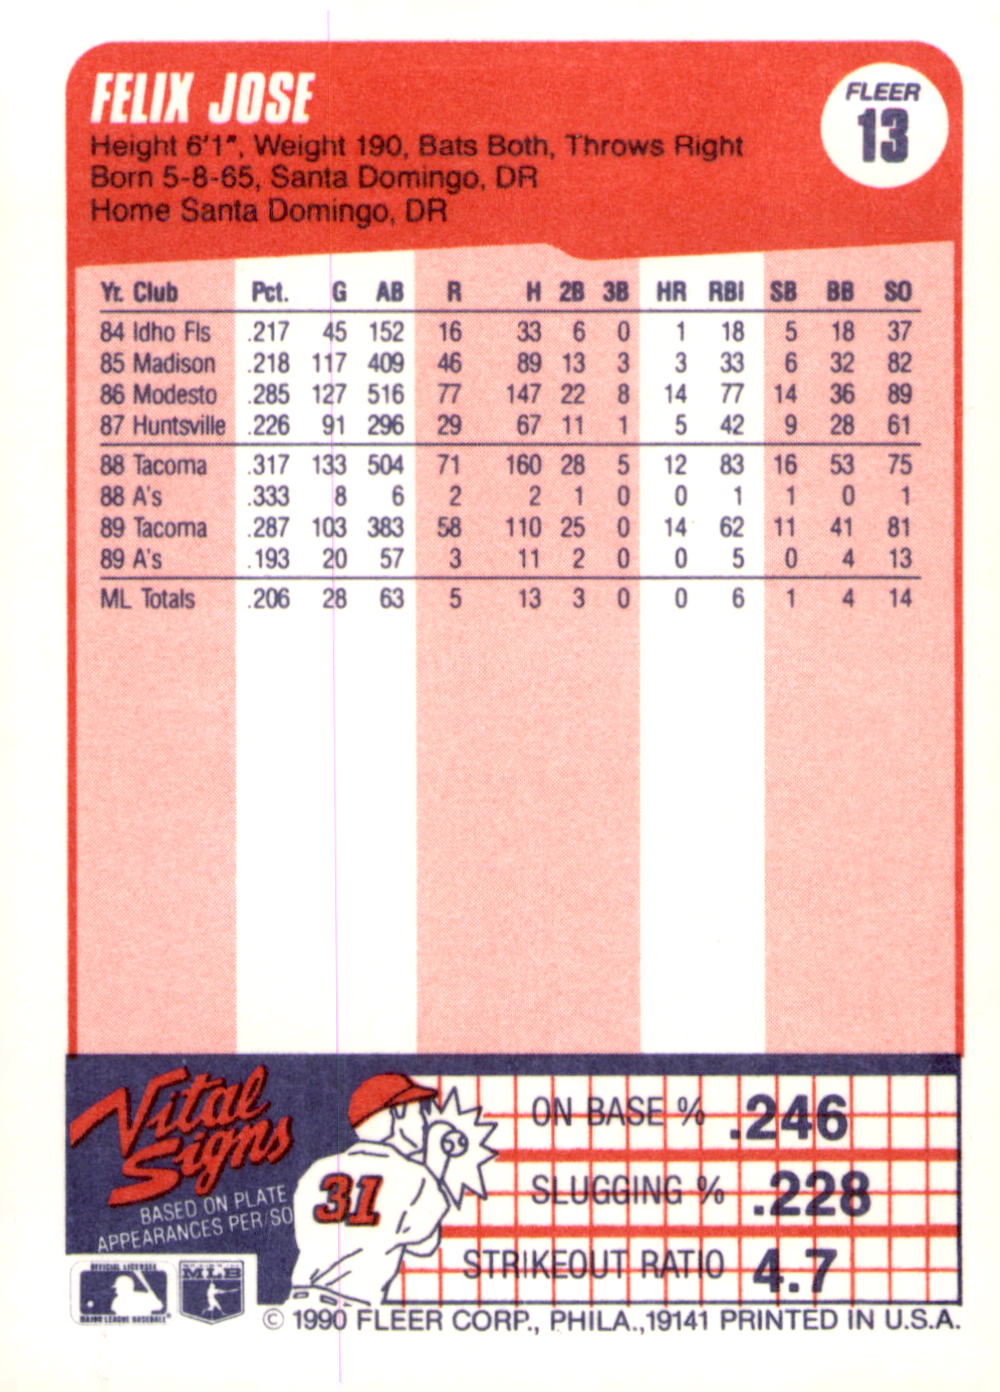 FELIX JOSE
FLEER
13
Height 6'1", Weight 190, Bats Both, Throws Right
Born 5-8-65, Santa Domingo, DR
Home Santa Domingo, DR
Yr. Club Pct. G AB R H 2B 3B HR RBI SB BB SO
84 Idho Fls .217 45 152 16 33 6 0 1 18 5 18 37
85 Madison .218 117 409 46 89 13 3 3 33 6 32 82
86 Modesto .285 127 516 77 147 22 8 14 77 14 36 89
87 Huntsville .226 91 296 29 67 11 1 5 42 9 28 61
88 Tacoma .317 133 504 71 160 28 5 12 83 16 53 75
88 A's .333 8 6 2 2 1 0 0 1 1 0 1
89 Tacoma .287 103 383 58 110 25 0 14 62 11 41 81
89 A's .193 20 57 3 11 2 0 0 5 0 4 13
ML Totals .206 28 63 5 13 3 0 0 6 1 4 14
Vital
Signs
BASED ON PLATE
APPEARANCES PER/SO
31
ON BASE % .246
SLUGGING % .228
STRIKEOUT RATIO 4.7
OFFICIAL LICENSEE
MAJOR LEAGUE BASEBALL
MLB
© 1990 FLEER CORP., PHILA.,19141 PRINTED IN U.S.A.